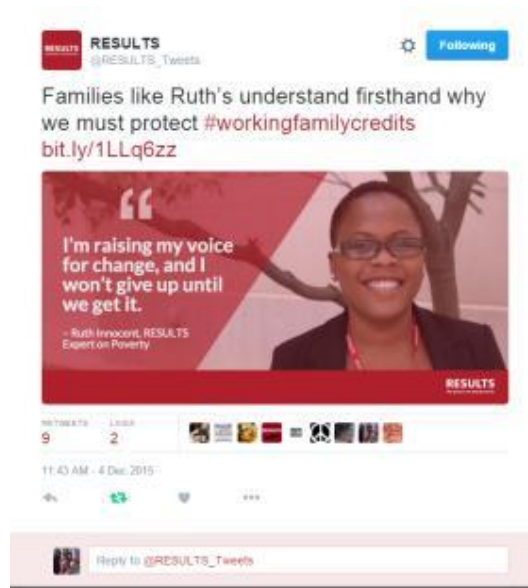 RESULTS
RESULTS
@RESULTS_Tweets
Following
Families like Ruth's understand firsthand why
we must protect #workingfamilycredits
bit.ly/1LLq6zz
“
I'm raising my voice
for change, and I
won't give up until
we get it.
- Ruth Innocent, RESULTS
Expert on Poverty
RESULTS
RETWEETS LIKES
9 2
11:43 AM - 4 Dec 2015
Reply to @RESULTS_Tweets